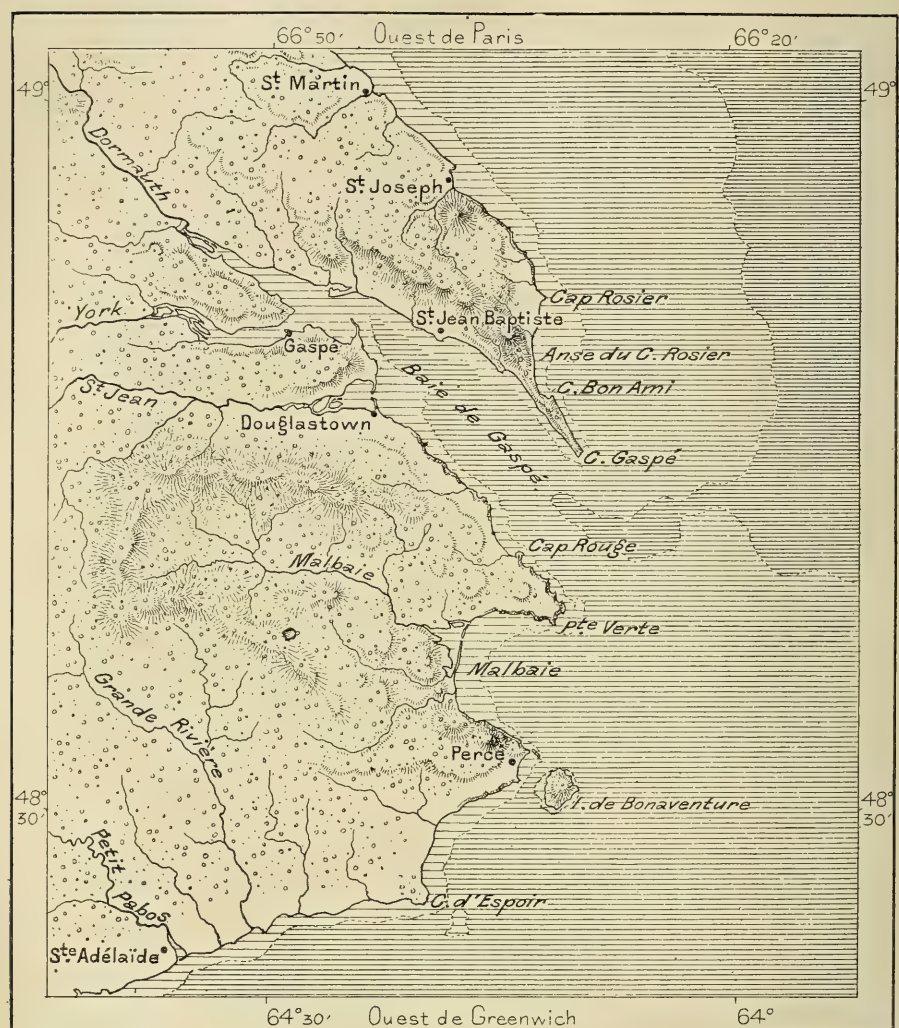 66°50' Ouest de Paris 66°20'
49° 49°
St Martin
Dormauth
St Joseph
Cap Rosier
York.
St Jean Baptiste
Gaspé
Anse du C. Rosier
Baie de Gaspé.
C. Bon Ami
St Jean
Douglastown
C. Gaspé
Cap Rouge
Malbaie
pte Verte
Malbaie
Grande Rivière
Percé
48° 30' 48° 30'
I. de Bonaventure
Petit Pabos
C. d'Espoir
Ste Adélaïde
64°30' Ouest de Greenwich 64°